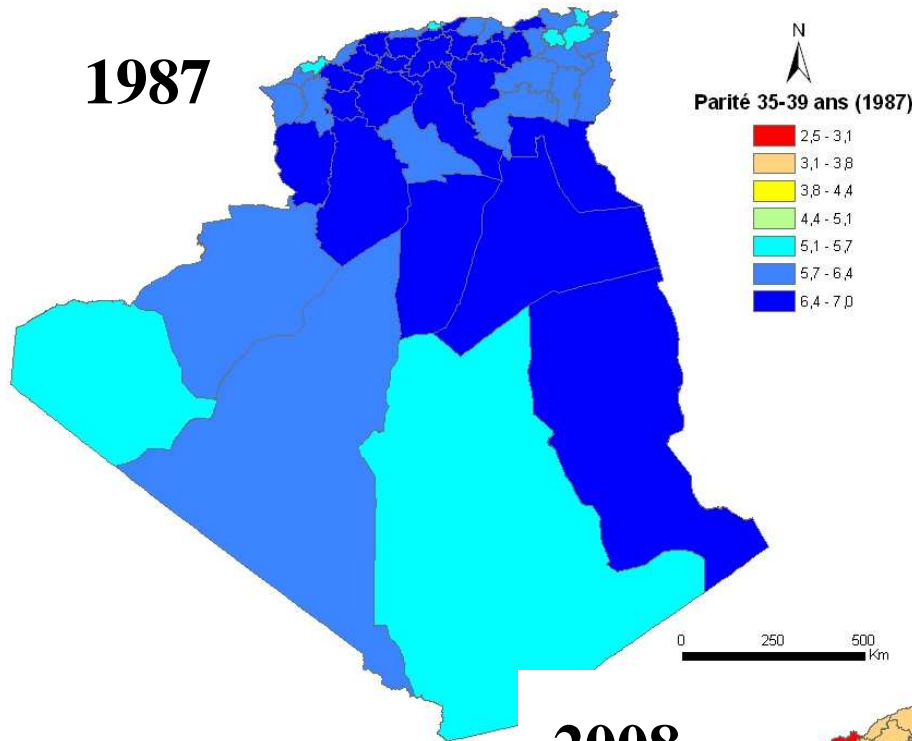 1987
N
Parité 35-39 ans (1987)
2,5 - 3,1
3,1 - 3,8
3,8 - 4,4
4,4 - 5,1
5,1 - 5,7
5,7 - 6,4
6,4 - 7,0
0 250 500
Km
2008